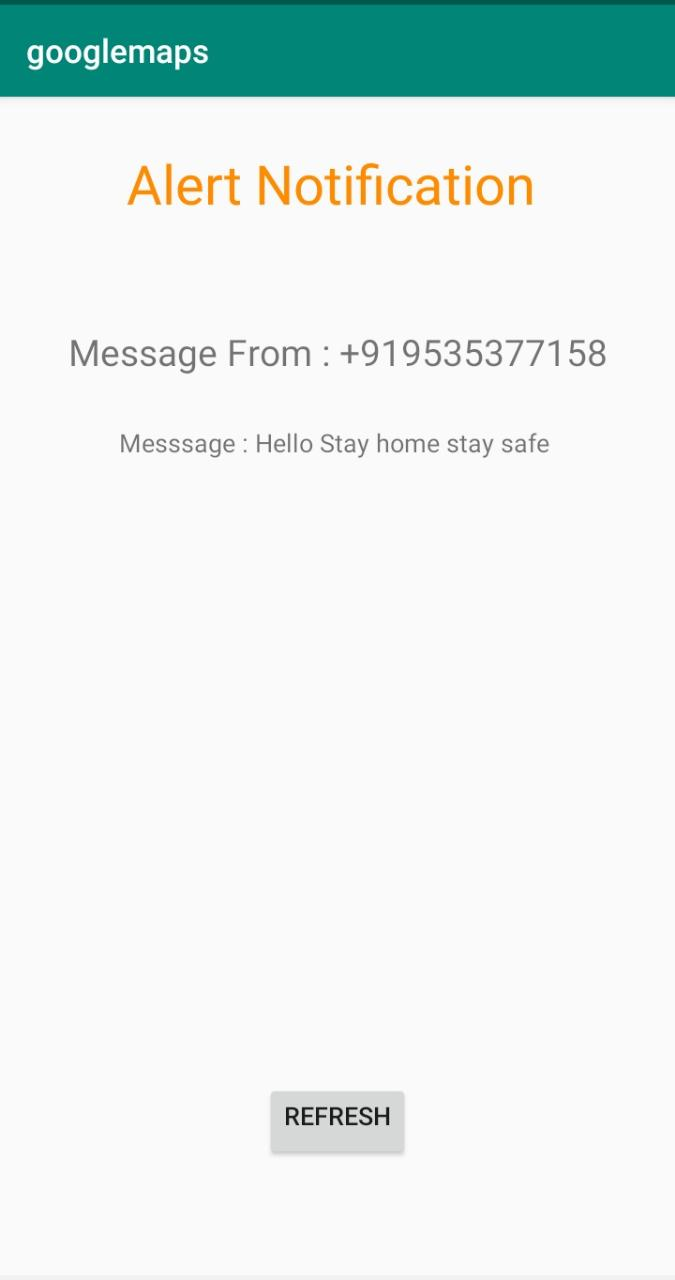 googlemaps
Alert Notification
Message From : +919535377158
Messsage : Hello Stay home stay safe
REFRESH